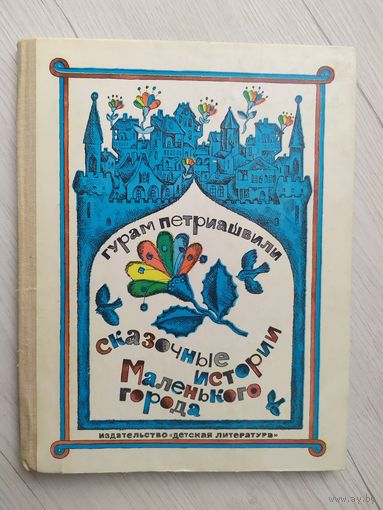 ГУРАМ ПЕТРИАШВИЛИ
Сказочные
истории
Маленького
города
ИЗДАТЕЛЬСТВО «ДЕТСКАЯ ЛИТЕРАТУРА»
www.ay.by